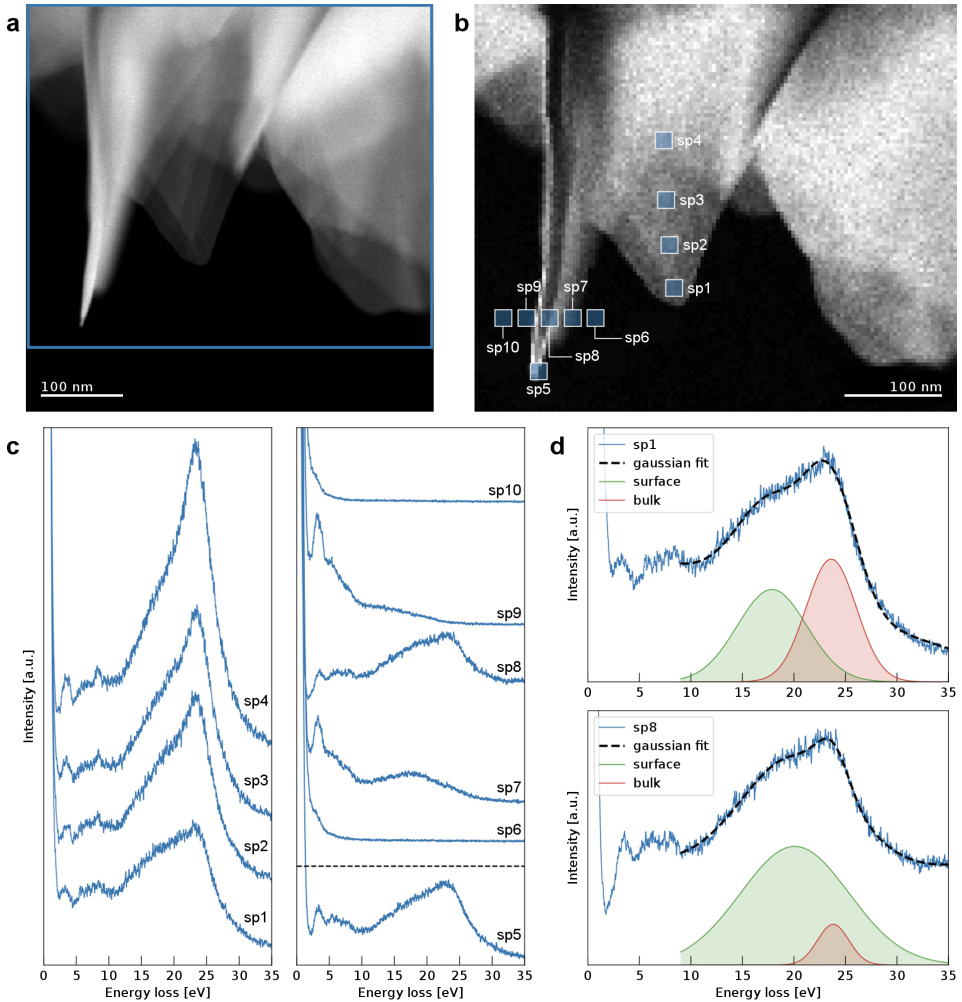 a
100 nm
b
sp4
sp3
sp2
sp1
sp9
sp7
sp10
sp6
sp8
sp5
100 nm
c
Intensity [a.u.]
sp4
sp3
sp2
sp1
0 5 10 15 20 25 30 35
Energy loss [eV]
sp10
sp9
sp8
sp7
sp6
sp5
0 5 10 15 20 25 30 35
Energy loss [eV]
d
sp1
gaussian fit
surface
bulk
Intensity [a.u.]
0 5 10 15 20 25 30 35
sp8
gaussian fit
surface
bulk
Intensity [a.u.]
0 5 10 15 20 25 30 35
Energy loss [eV]